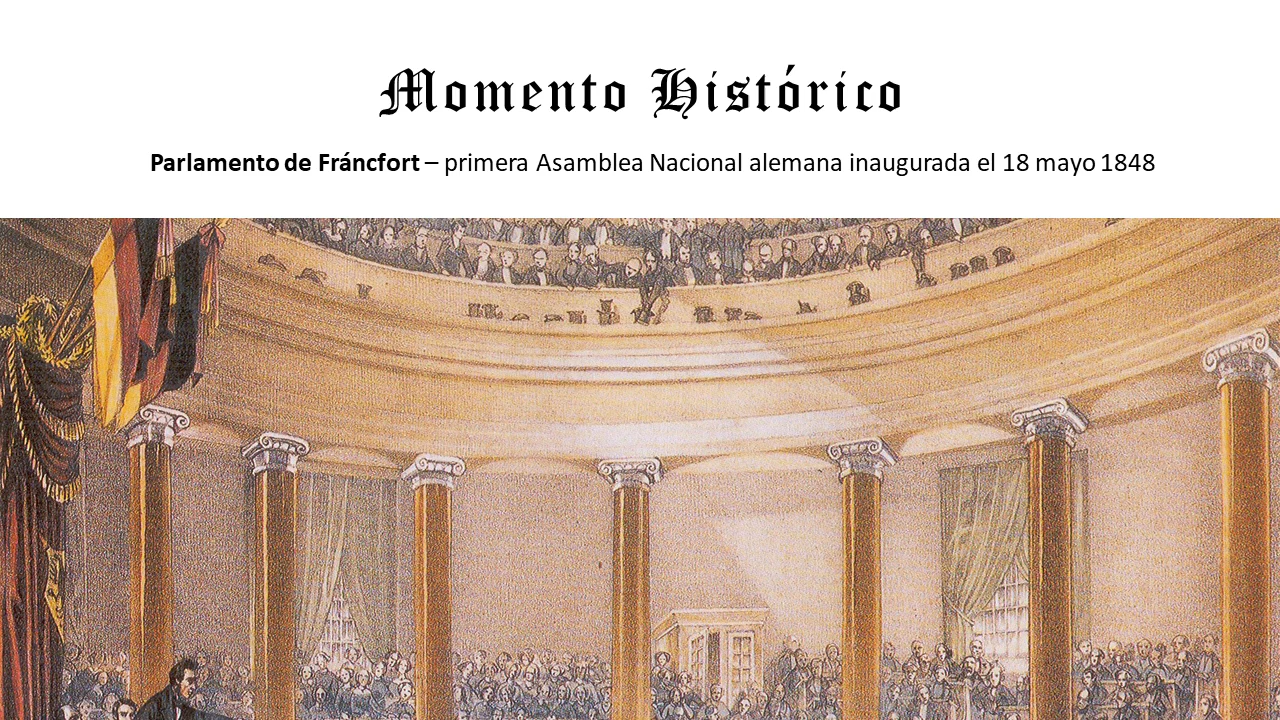 Momento Histórico
Parlamento de Fráncfort – primera Asamblea Nacional alemana inaugurada el 18 mayo 1848